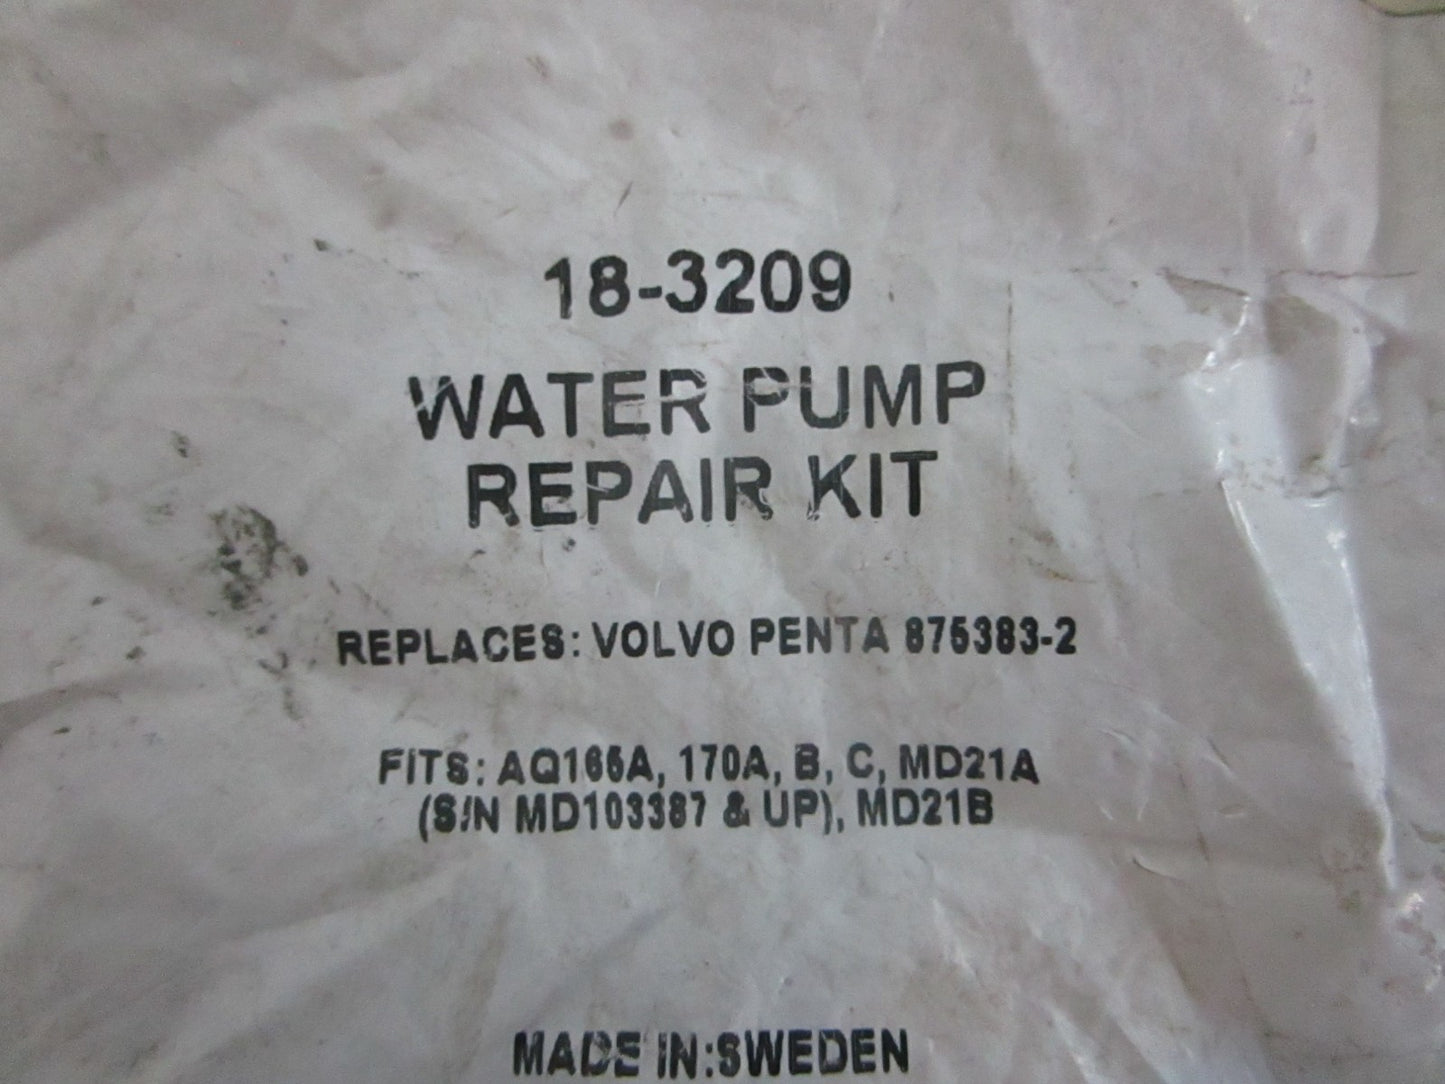 18-3209
WATER PUMP
REPAIR KIT
REPLACES: VOLVO PENTA 875383-2
FITS: AQ165A, 170A, B, C, MD21A
(S/N MD103387 & UP), MD21B
MADE IN:SWEDEN